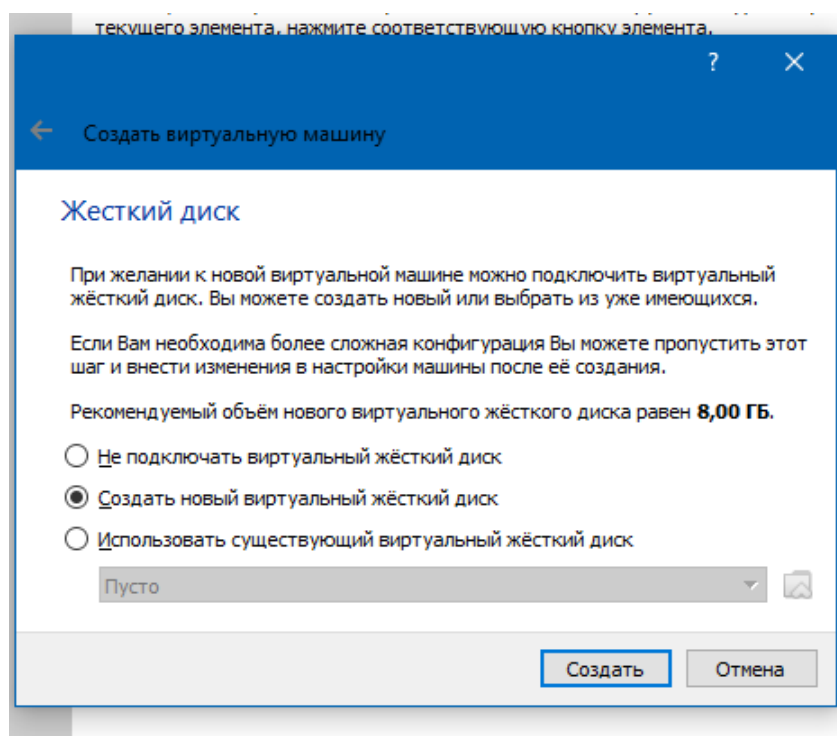 текущего элемента, нажмите соответствующую кнопку элемента.
?
Создать виртуальную машину
Жесткий диск
При желании к новой виртуальной машине можно подключить виртуальный
жёсткий диск. Вы можете создать новый или выбрать из уже имеющихся.
Если Вам необходима более сложная конфигурация Вы можете пропустить этот
шаг и внести изменения в настройки машины после её создания.
Рекомендуемый объём нового виртуального жёсткого диска равен 8,00 ГБ.
Не подключать виртуальный жёсткий диск
Создать новый виртуальный жёсткий диск
Использовать существующий виртуальный жёсткий диск
Пусто
Создать Отмена